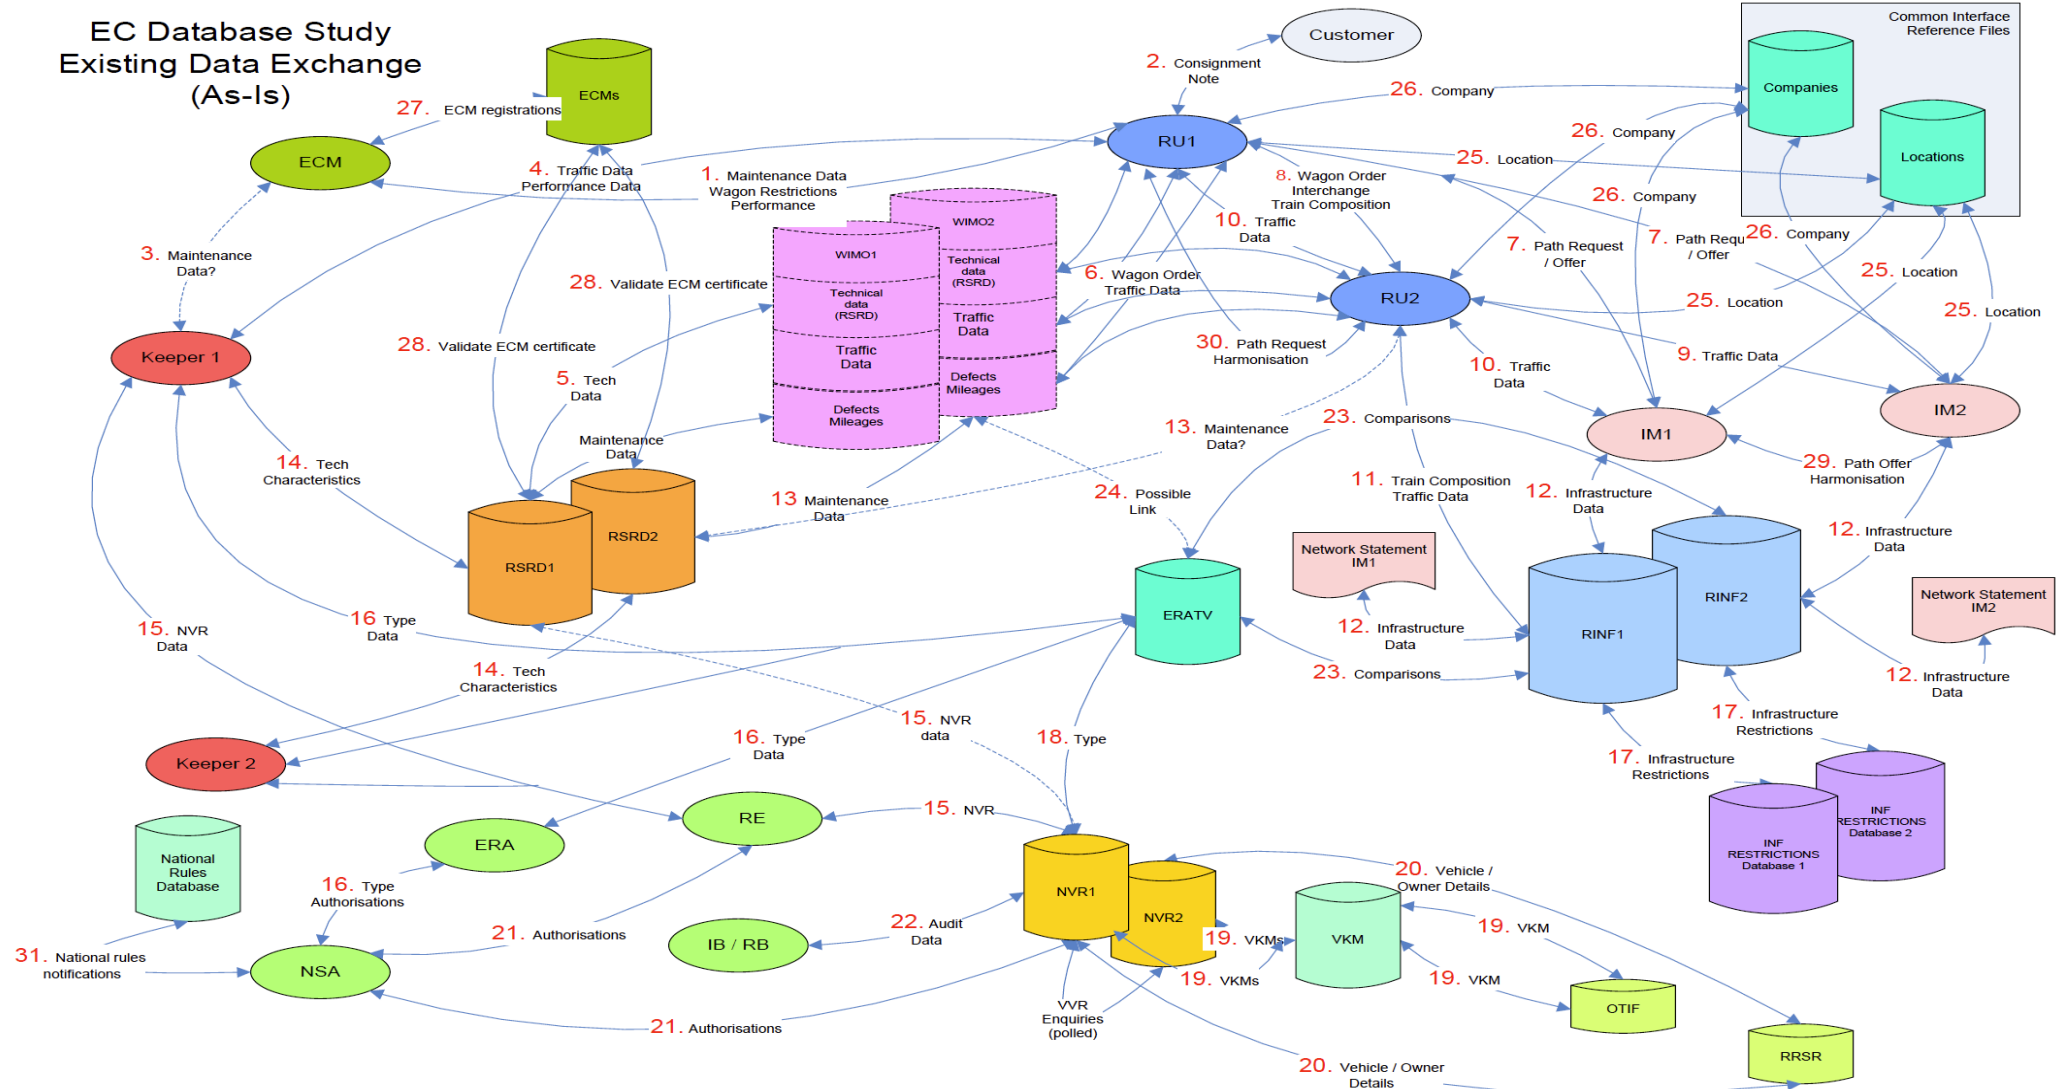 EC Database Study
Existing Data Exchange
(As-Is)
Customer
Common Interface
Reference Files
Companies
Locations
ECMs
27. ECM registrations
ECM
2. Consignment
Note
RU1
26. Company
26. Company
26. Company
26. Company
25. Location
25. Location
25. Location
25. Location
4. Traffic Data
Performance Data
1. Maintenance Data
Wagon Restrictions
Performance
8. Wagon Order
Interchange
Train Composition
10. Traffic
Data
7. Path Request
/ Offer
7. Path Requ
/ Offer
3. Maintenance
Data?
WIMO1
Technical
data
(RSRD)
Traffic
Data
Defects
Mileages
WIMO2
Technical
data
(RSRD)
Traffic
Data
Defects
Mileages
6. Wagon Order
Traffic Data
RU2
28. Validate ECM certificate
28. Validate ECM certificate
Keeper 1
5. Tech
Data
30. Path Request
Harmonisation
10. Traffic
Data
9. Traffic Data
IM1
IM2
23. Comparisons
13. Maintenance
Data?
Maintenance
Data
14. Tech
Characteristics
13 Maintenance
Data
24. Possible
Link
11. Train Composition
Traffic Data
12. Infrastructure
Data
29. Path Offer
Harmonisation
12. Infrastructure
Data
RSRD1
RSRD2
Network Statement
IM1
Network Statement
IM2
ERATV
RINF1
RINF2
12. Infrastructure
Data
12. Infrastructure
Data
23. Comparisons
15. NVR
Data
16 Type
Data
14. Tech
Characteristics
15. NVR
data
16. Type
Data
18. Type
17. Infrastructure
Restrictions
17. Infrastructure
Restrictions
Keeper 2
INF
RESTRICTIONS
Database 1
INF
RESTRICTIONS
Database 2
RE
15. NVR
ERA
National
Rules
Database
16. Type
Authorisations
21. Authorisations
IB / RB
22. Audit
Data
NVR1
NVR2
20. Vehicle /
Owner Details
19. VKMs
19. VKMs
VKM
19. VKM
19. VKM
OTIF
31. National rules
notifications
NSA
21. Authorisations
VVR
Enquiries
(polled)
RRSR
20. Vehicle / Owner
Details